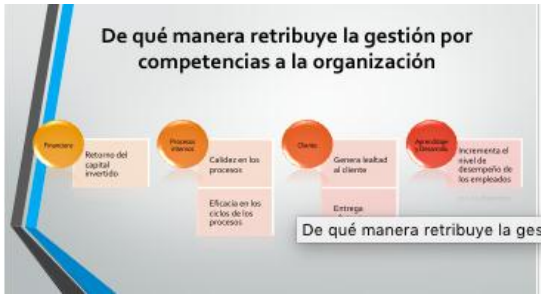 De qué manera retribuye la gestión por
competencias a la organización
Financiero
Retorno del
capital
invertido
Procesos
internos
Calidez en los
procesos
Eficacia en los
ciclos de los
procesos
Cliente
Genera lealtad
al cliente
Entrega
Aprendizaje
y Desarrollo
Incrementa el
nivel de
desempeño de
los empleados
De qué manera retribuye la ges